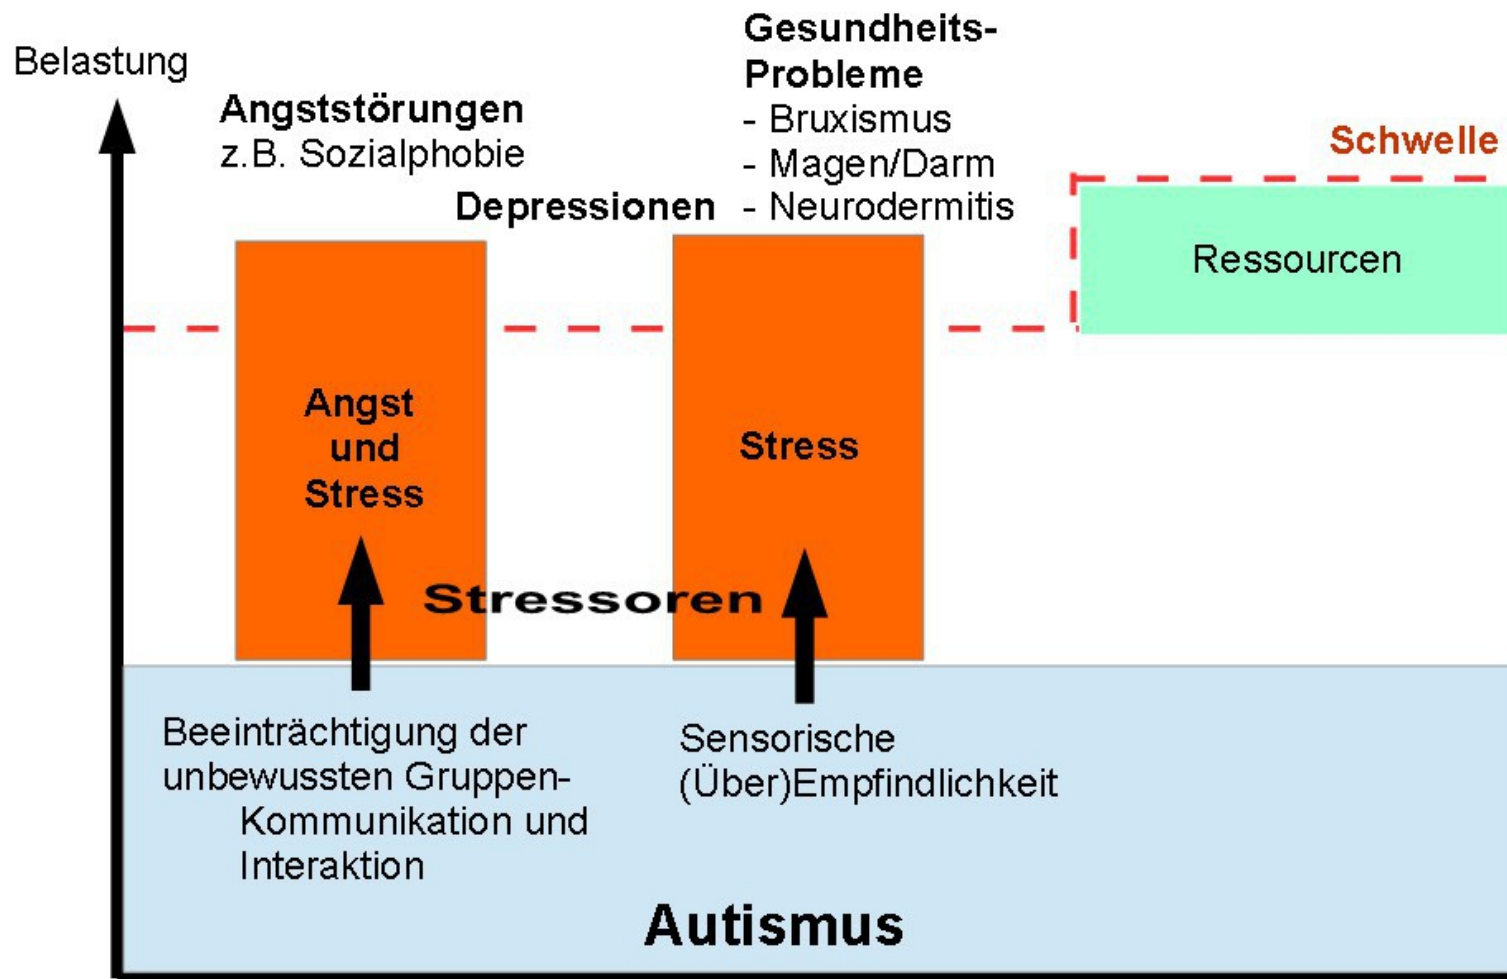 Belastung
Angststörungen
z.B. Sozialphobie
Depressionen
Gesundheits-
Probleme
- Bruxismus
- Magen/Darm
- Neurodermitis
Schwelle
Ressourcen
Angst
und
Stress
Stress
Stressoren
Beeinträchtigung der
unbewussten Gruppen-
Kommunikation und
Interaktion
Sensorische
(Über)Empfindlichkeit
Autismus